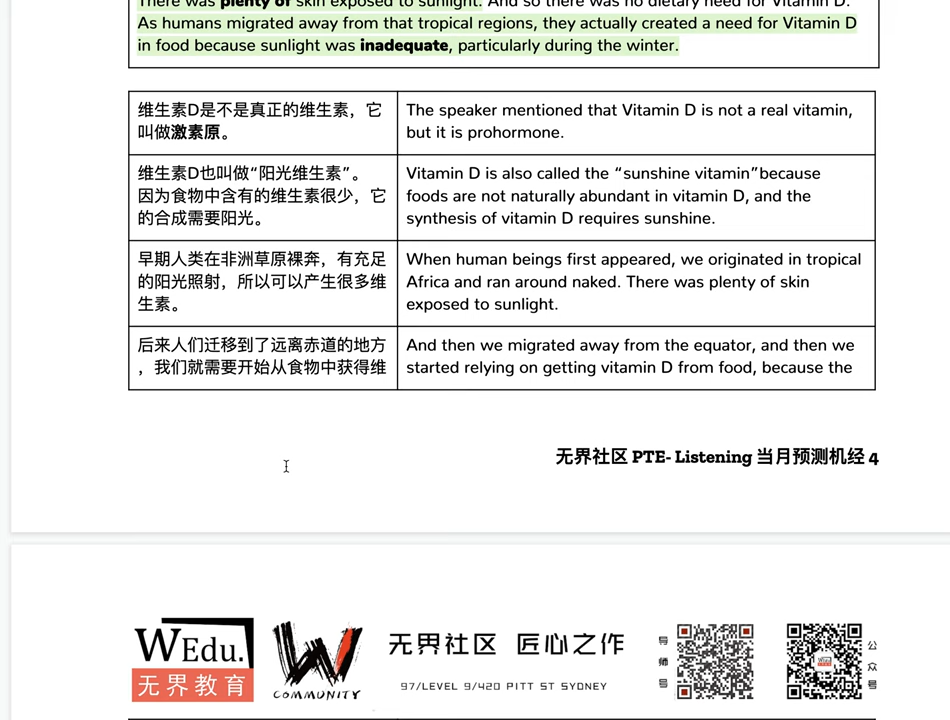 There was plenty of skin exposed to sunlight. And so there was no dietary need for Vitamin D.
As humans migrated away from that tropical regions, they actually created a need for Vitamin D
in food because sunlight was inadequate, particularly during the winter.
维生素D是不是真正的维生素，它
叫做激素原。
The speaker mentioned that Vitamin D is not a real vitamin,
but it is prohormone.
维生素D也叫做“阳光维生素”。
因为食物中含有的维生素很少，它
的合成需要阳光。
Vitamin D is also called the “sunshine vitamin”because
foods are not naturally abundant in vitamin D, and the
synthesis of vitamin D requires sunshine.
早期人类在非洲草原裸奔，有充足
的阳光照射，所以可以产生很多维
生素。
When human beings first appeared, we originated in tropical
Africa and ran around naked. There was plenty of skin
exposed to sunlight.
后来人们迁移到了远离赤道的地方
，我们就需要开始从食物中获得维
And then we migrated away from the equator, and then we
started relying on getting vitamin D from food, because the
无界社区 PTE- Listening 当月预测机经 4
WEdu.
无界教育
W
COMMUNITY
无界社区 匠心之作
97/LEVEL 9/420 PITT ST SYDNEY
导师号
公众号